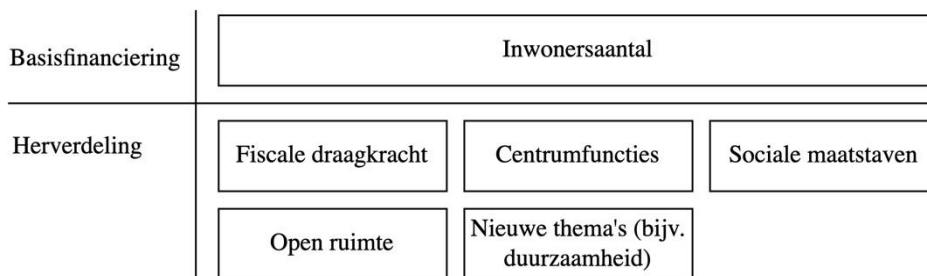 Basisfinanciering
Inwonersaantal
Herverdeling
Fiscale draagkracht
Centrumfuncties
Sociale maatstaven
Open ruimte
Nieuwe thema's (bijv.
duurzaamheid)